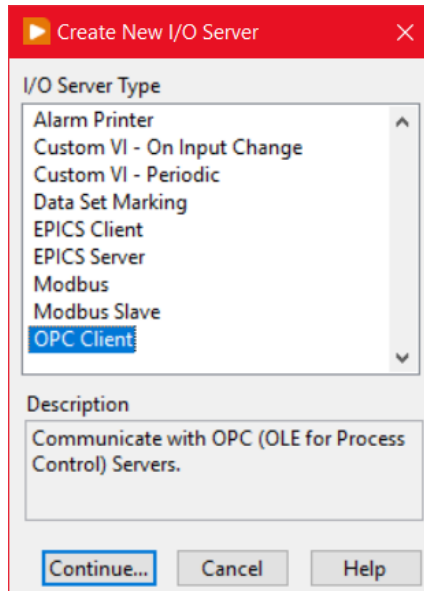 Create New I/O Server
I/O Server Type
Alarm Printer
Custom VI - On Input Change
Custom VI - Periodic
Data Set Marking
EPICS Client
EPICS Server
Modbus
Modbus Slave
OPC Client
Description
Communicate with OPC (OLE for Process
Control) Servers.
Continue... Cancel Help